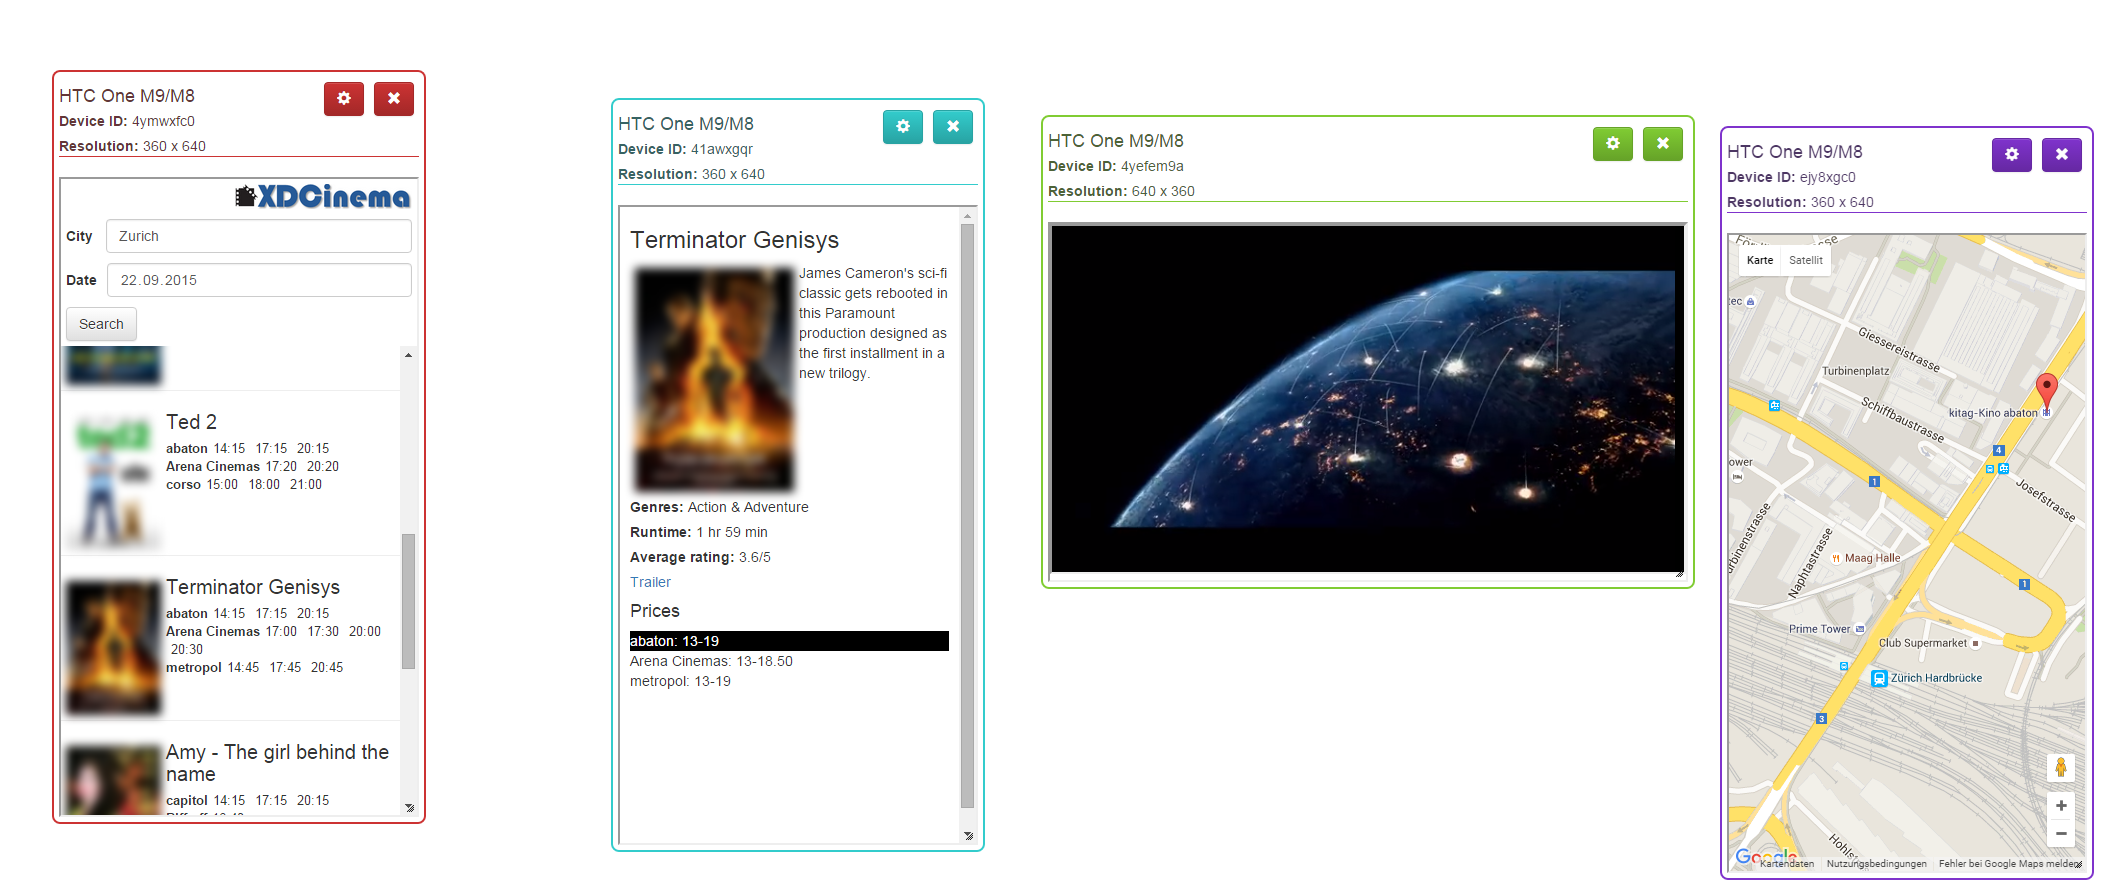 HTC One M9/M8
Device ID: 4ymwxfc0
Resolution: 360 x 640
XDCinema
City Zurich
Date 22.09.2015
Search
Ted 2
abaton 14:15 17:15 20:15
Arena Cinemas 17:20 20:20
corso 15:00 18:00 21:00
Terminator Genisys
abaton 14:15 17:15 20:15
Arena Cinemas 17:00 17:30 20:00
20:30
metropol 14:45 17:45 20:45
Amy - The girl behind the
name
capitol 14:15 17:15 20:15
HTC One M9/M8
Device ID: 41awxgqr
Resolution: 360 x 640
Terminator Genisys
James Cameron's sci-fi
classic gets rebooted in
this Paramount
production designed as
the first installment in a
new trilogy.
Genres: Action & Adventure
Runtime: 1 hr 59 min
Average rating: 3.6/5
Trailer
Prices
abaton: 13-19
Arena Cinemas: 13-18.50
metropol: 13-19
HTC One M9/M8
Device ID: 4yefem9a
Resolution: 640 x 360
HTC One M9/M8
Device ID: ejy8xgc0
Resolution: 360 x 640
Karte Satellit
tec
Giessereistrasse
Turbinenplatz
Schiffbaustrasse
kitag-Kino abaton
4
ower
1
Josefstrasse
urbinenstrasse
Naphtastrasse
Maag Halle
1
Prime Tower
Club Supermarket
Zürich Hardbrücke
3
Hohls
Google
Kartendaten Nutzungsbedingungen Fehler bei Google Maps melden